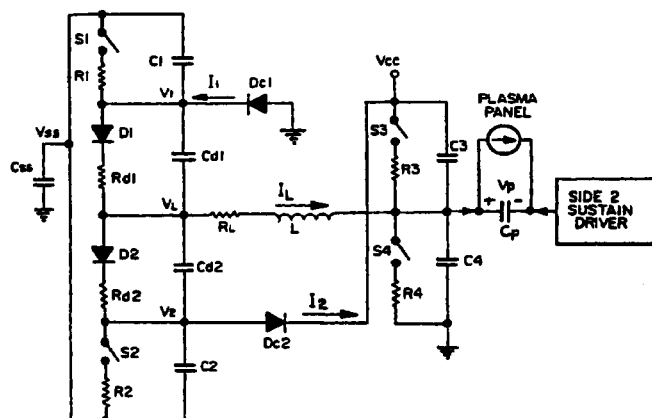 S1
C1
R1
V1
I1
Dc1
Vcc
PLASMA
PANEL
Vss
D1
S3
C3
Css
Cd1
R3
Rd1
VL
IL
RL
L
+ Vp -
Cp
SIDE 2
SUSTAIN
DRIVER
D2
Cd2
S4
C4
Rd2
R4
V2
I2
Dc2
S2
C2
R2